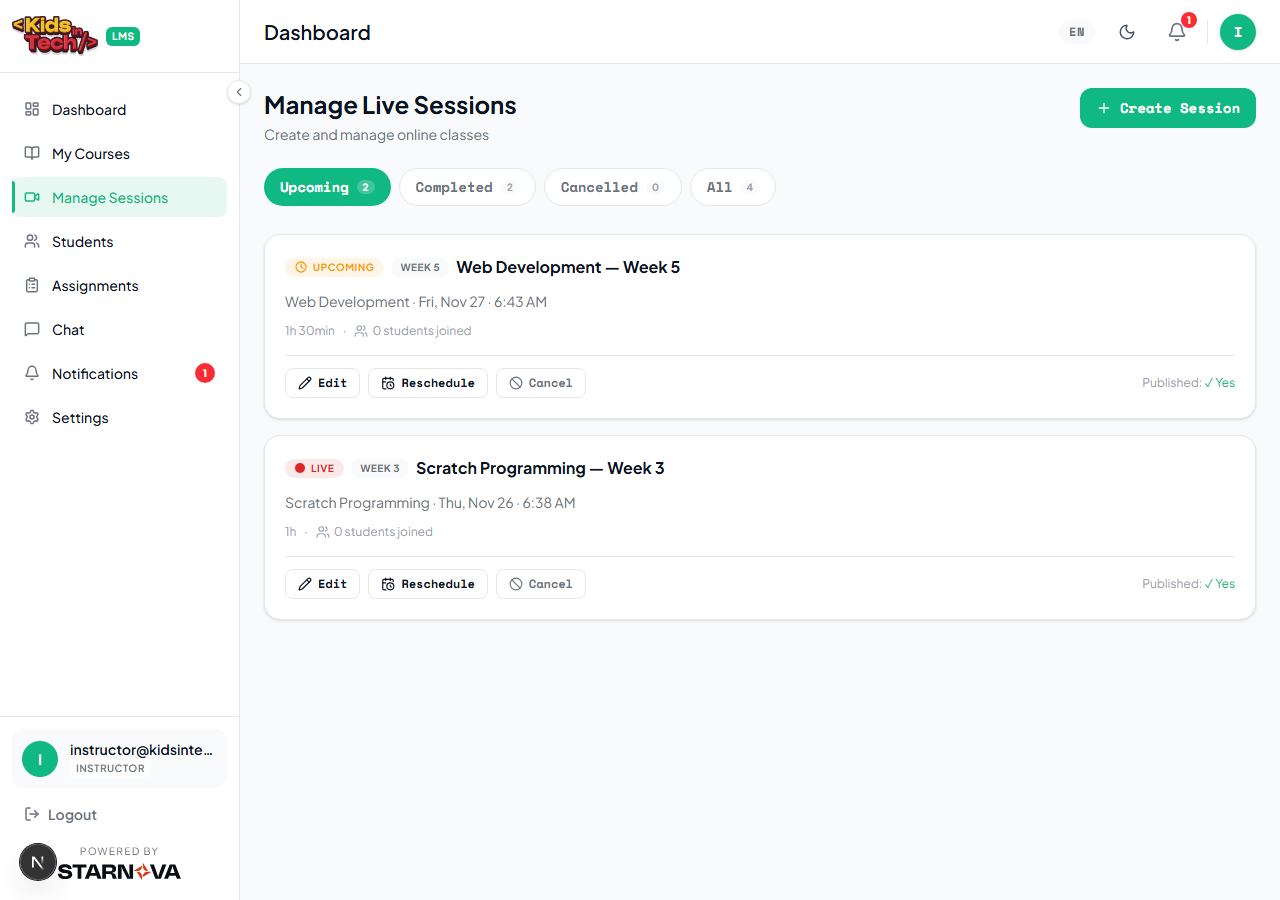 <Kids in Tech/>
LMS
Dashboard
EN
1
I
Dashboard
My Courses
Manage Sessions
Students
Assignments
Chat
Notifications 1
Settings
Manage Live Sessions
Create and manage online classes
+ Create Session
Upcoming 2
Completed 2
Cancelled 0
All 4
UPCOMING WEEK 5 Web Development — Week 5
Web Development · Fri, Nov 27 · 6:43 AM
1h 30min · 0 students joined
Edit Reschedule Cancel Published: ✓ Yes
LIVE WEEK 3 Scratch Programming — Week 3
Scratch Programming · Thu, Nov 26 · 6:38 AM
1h · 0 students joined
Edit Reschedule Cancel Published: ✓ Yes
I
instructor@kidsinte...
INSTRUCTOR
Logout
N
POWERED BY
STARNOVA